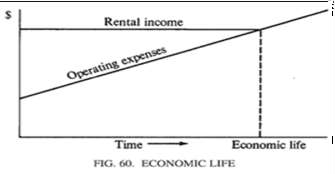 $
Rental income
Operating expenses
Time
Economic life
FIG. 60. ECONOMIC LIFE